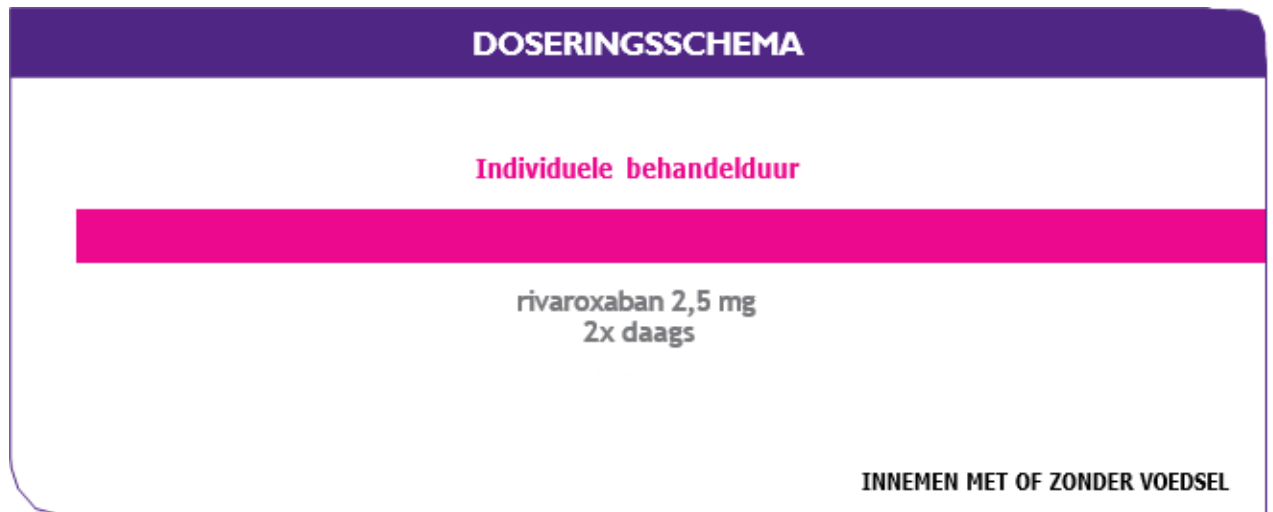 DOSERINGSSCHEMA
Individuele behandelduur
rivaroxaban 2,5 mg
2x daags
INNEMEN MET OF ZONDER VOEDSEL